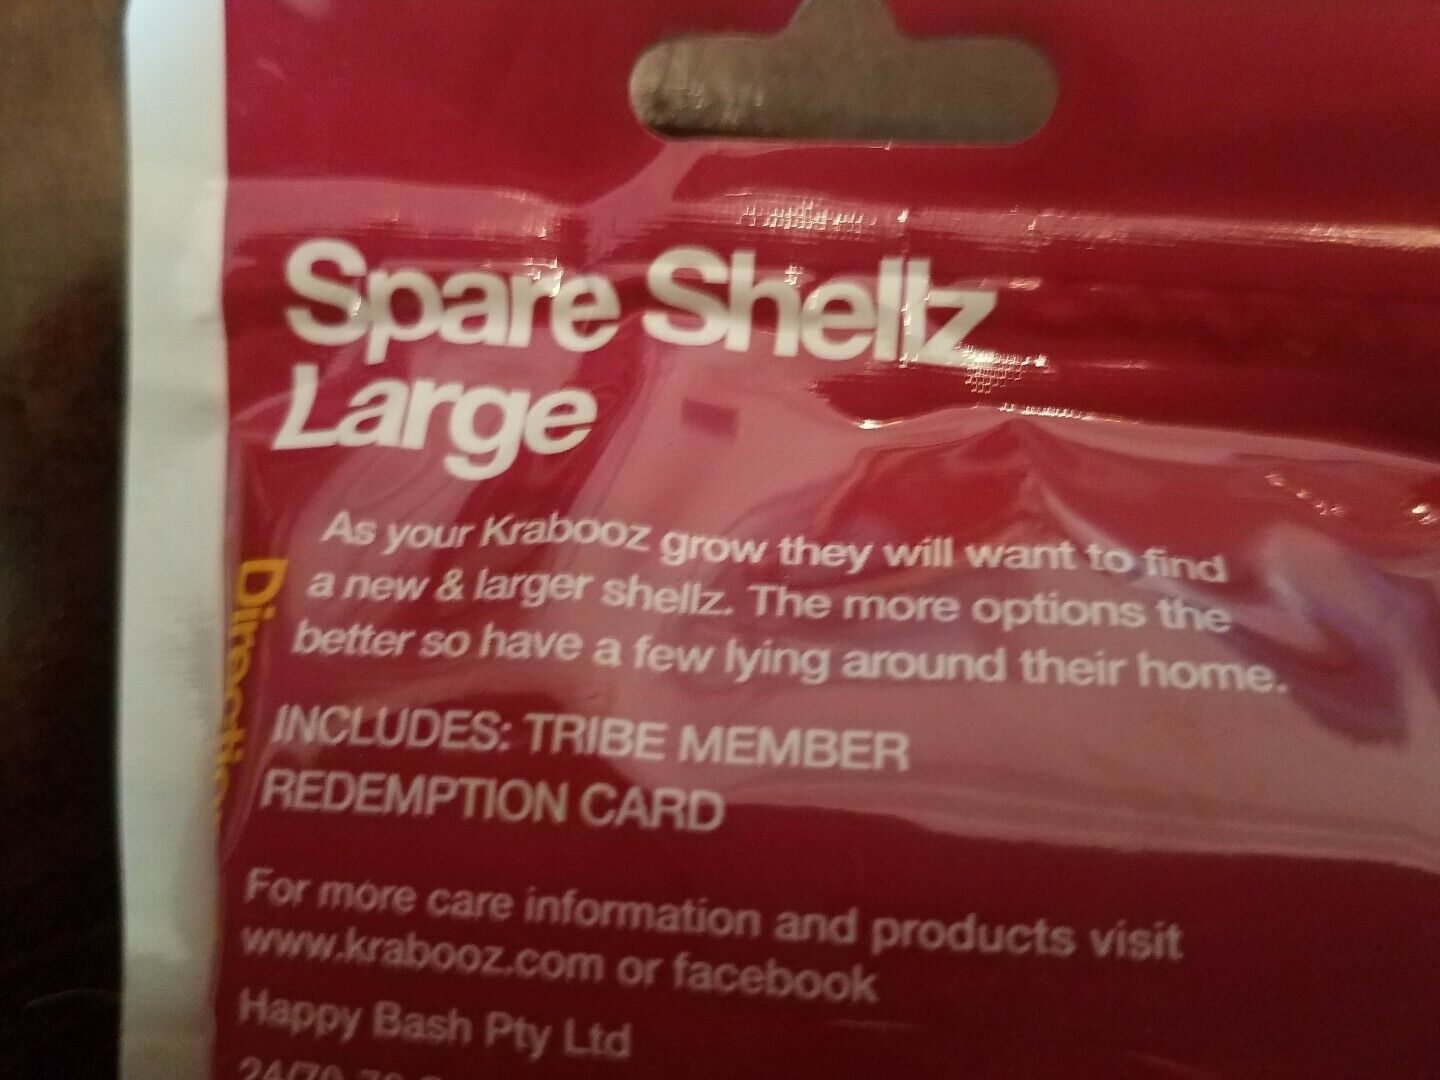 Spare Shellz
Large
As your Krabooz grow they will want to find
a new & larger shellz. The more options the
better so have a few lying around their home.
INCLUDES: TRIBE MEMBER
REDEMPTION CARD
For more care information and products visit
www.krabooz.com or facebook
Happy Bash Pty Ltd